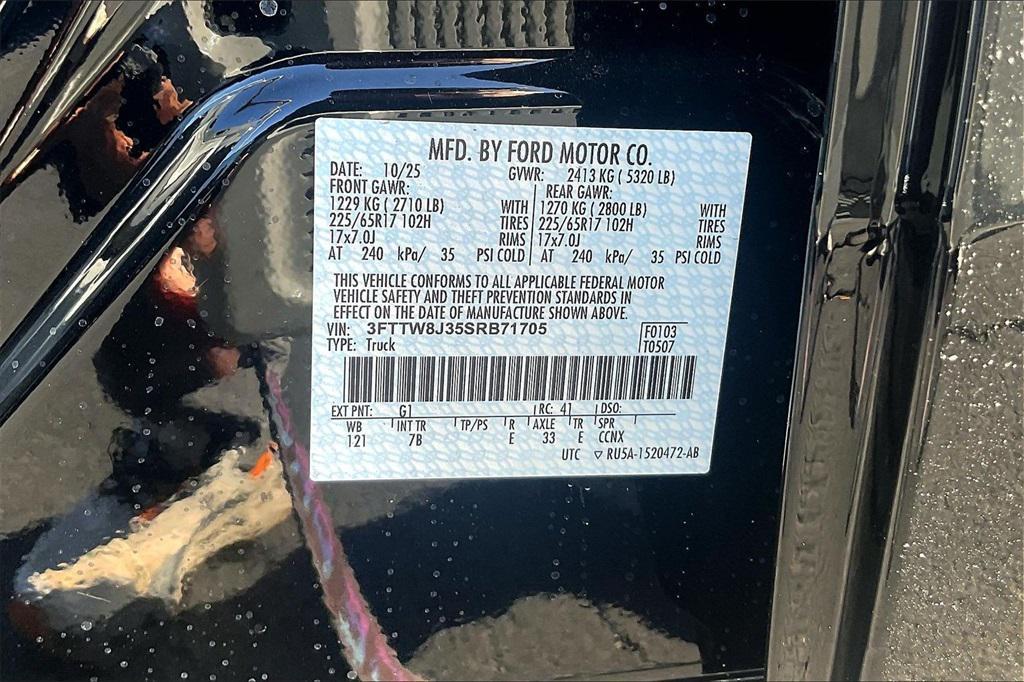 MFD. BY FORD MOTOR CO.
DATE: 10/25 GVWR: 2413 KG ( 5320 LB)
FRONT GAWR: REAR GAWR:
1229 KG ( 2710 LB) WITH 1270 KG ( 2800 LB) WITH
225/65R17 102H TIRES 225/65R17 102H TIRES
17x7.0J RIMS 17x7.0J RIMS
AT 240 kPa/ 35 PSI COLD AT 240 kPa/ 35 PSI COLD
THIS VEHICLE CONFORMS TO ALL APPLICABLE FEDERAL MOTOR
VEHICLE SAFETY AND THEFT PREVENTION STANDARDS IN
EFFECT ON THE DATE OF MANUFACTURE SHOWN ABOVE.
VIN: 3FTTW8J35SRB71705 F0103
TYPE: Truck T0507
EXT PNT: G1 RC: 41 DSO:
WB INT TR TP/PS R AXLE TR SPR
121 7B E 33 E CCNX
UTC ▽ RU5A-1520472-AB